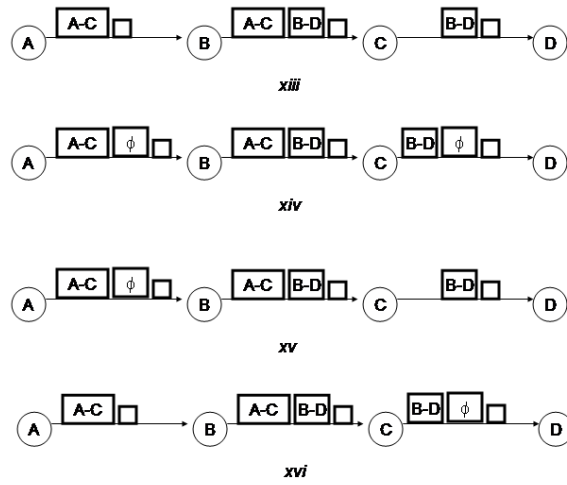 A A-C B A-C B-D C B-D D
xiii
A A-C ϕ B A-C B-D C B-D ϕ D
xiv
A A-C ϕ B A-C B-D C B-D D
xv
A A-C B A-C B-D C B-D ϕ D
xvi